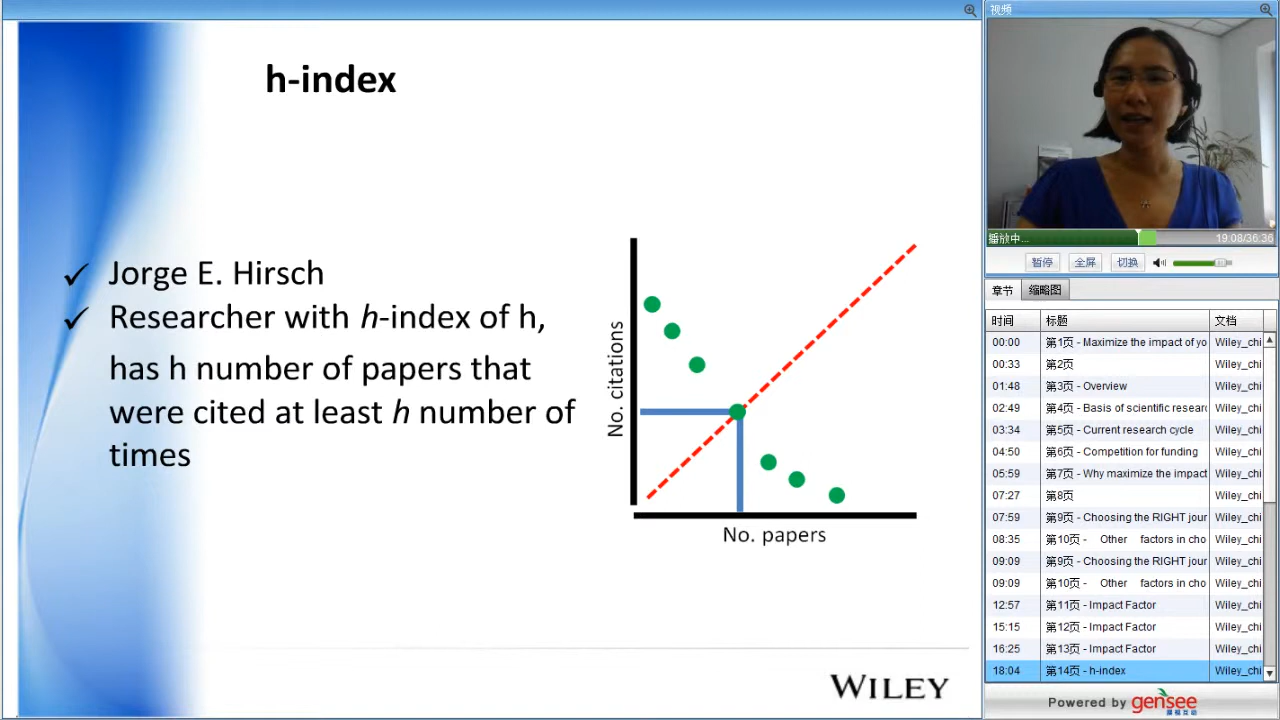 h-index
✓ Jorge E. Hirsch
✓ Researcher with h-index of h,
has h number of papers that
were cited at least h number of
times
No. citations
No. papers
WILEY
视频
播放中...
19:08/36:36
暂停
全屏
切换
章节
缩略图
时间 标题 文档
00:00 第1页 - Maximize the impact of yo Wiley_chi
00:33 第2页 Wiley_chi
01:48 第3页 - Overview Wiley_chi
02:49 第4页 - Basis of scientific researc Wiley_chi
03:34 第5页 - Current research cycle Wiley_chi
04:50 第6页 - Competition for funding Wiley_chi
05:59 第7页 - Why maximize the impact Wiley_chi
07:27 第8页 Wiley_chi
07:59 第9页 - Choosing the RIGHT jour Wiley_chi
08:35 第10页 - Other factors in cho Wiley_chi
09:09 第9页 - Choosing the RIGHT jour Wiley_chi
09:09 第10页 - Other factors in cho Wiley_chi
12:57 第11页 - Impact Factor Wiley_chi
15:15 第12页 - Impact Factor Wiley_chi
16:25 第13页 - Impact Factor Wiley_chi
18:04 第14页 - h-index Wiley_chi
Powered by gensee